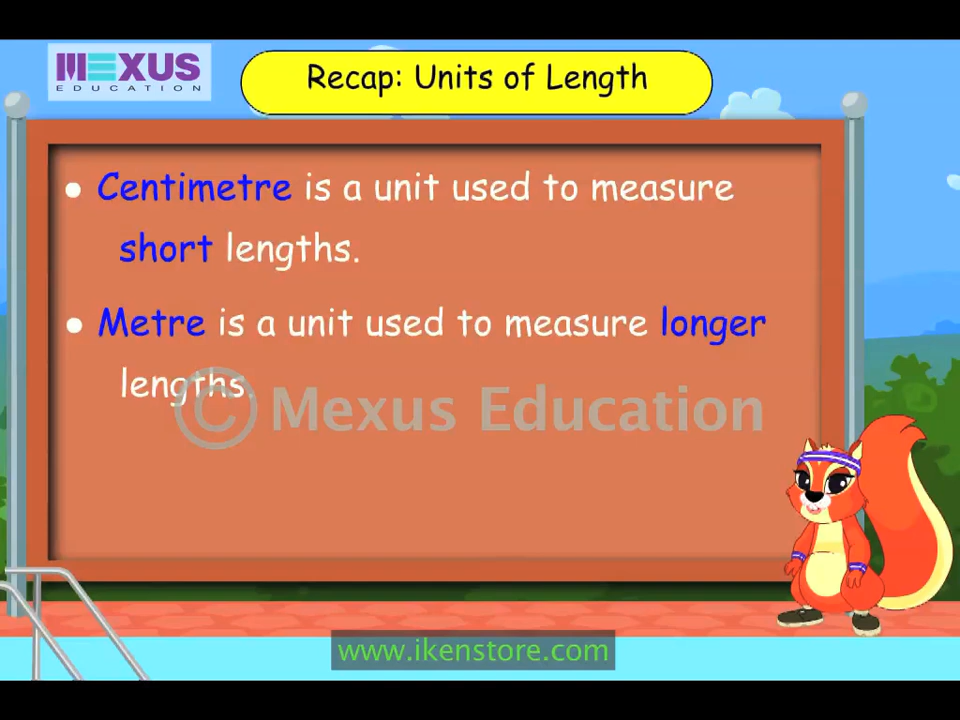 MEXUS
EDUCATION
Recap: Units of Length
• Centimetre is a unit used to measure
short lengths.
• Metre is a unit used to measure longer
lengths.
© Mexus Education
www.ikenstore.com